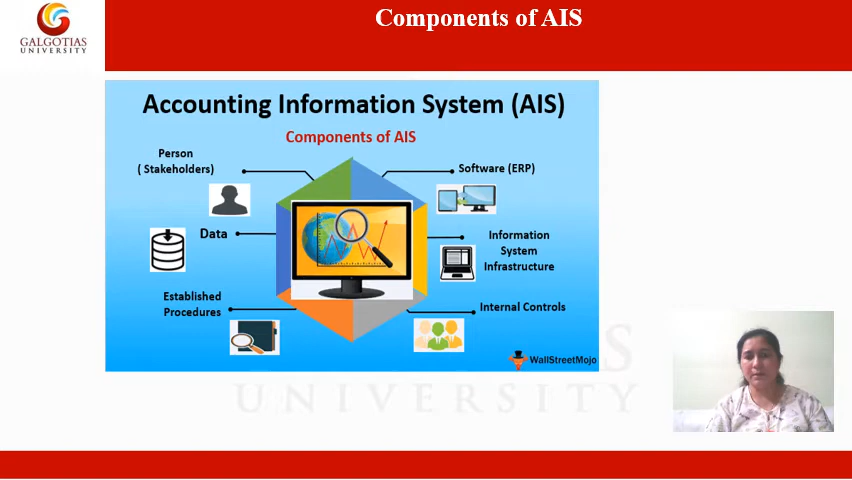 Components of AIS
GALGOTIAS
UNIVERSITY
Accounting Information System (AIS)
Components of AIS
Person
( Stakeholders)
Software (ERP)
Data
Information
System
Infrastructure
Established
Procedures
Internal Controls
WallStreetMojo
UNIVERSITY